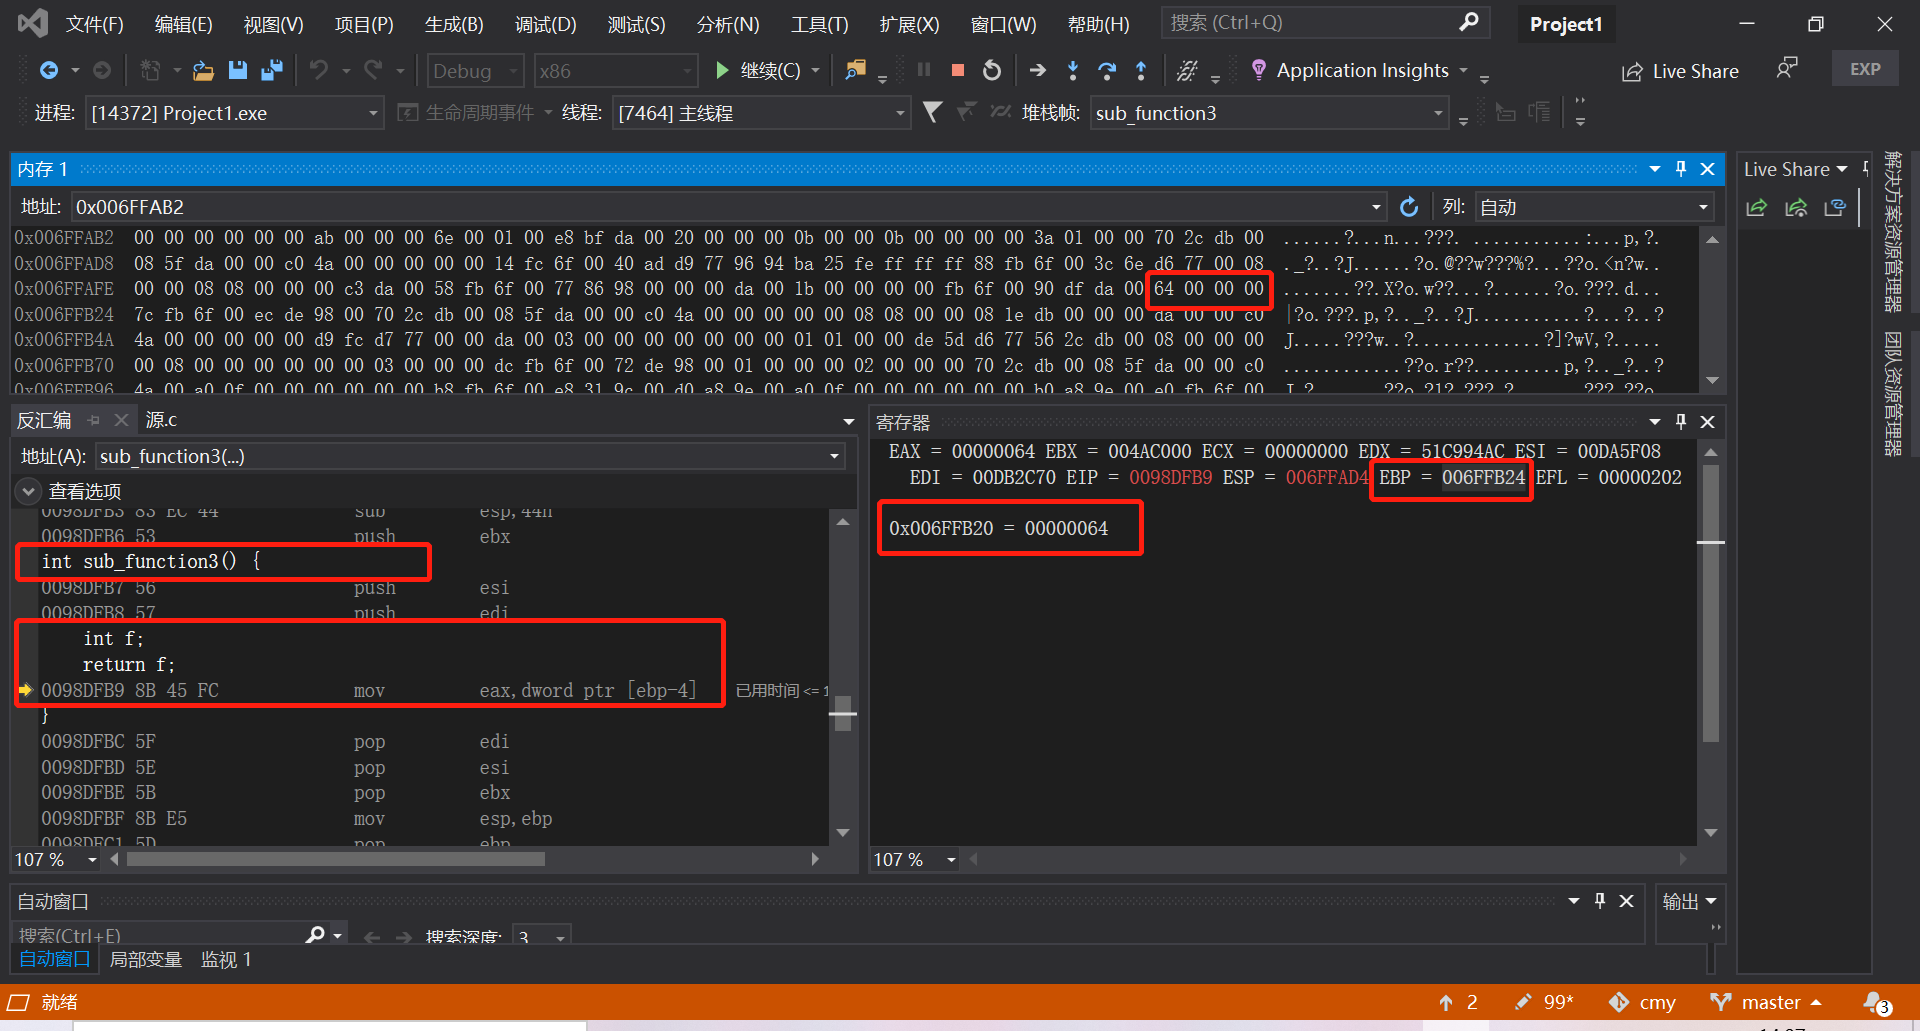 文件(F) 编辑(E) 视图(V) 项目(P) 生成(B) 调试(D) 测试(S) 分析(N) 工具(T) 扩展(X) 窗口(W) 帮助(H) 搜索 (Ctrl+Q) Project1
Debug x86 继续(C) Application Insights Live Share EXP
进程: [14372] Project1.exe 生命周期事件 线程: [7464] 主线程 堆栈帧: sub_function3
内存 1
地址: 0x006FFAB2 列: 自动
0x006FFAB2 00 00 00 00 00 00 ab 00 00 00 6e 00 01 00 e8 bf da 00 20 00 00 00 0b 00 00 0b 00 00 00 00 3a 01 00 00 70 2c db 00 ......?...n...???. ...........:...p,?.
0x006FFAD8 08 5f da 00 00 c0 4a 00 00 00 00 00 00 14 fc 6f 00 40 ad d9 77 96 94 ba 25 fe ff ff ff 88 fb 6f 00 3c 6e d6 77 00 08 ._?..?J......?o.@??w???%?...??o.<n?w..
0x006FFAFE 00 00 08 08 00 00 00 c3 da 00 58 fb 6f 00 77 86 98 00 00 00 da 00 1b 00 00 00 00 fb 6f 00 90 df da 00 64 00 00 00 .......??.X?o.w??...?......?o.???.d...
0x006FFB24 7c fb 6f 00 ec de 98 00 70 2c db 00 08 5f da 00 00 c0 4a 00 00 00 00 00 08 08 00 00 08 1e db 00 00 00 da 00 00 c0 |?o.???.p,?.._?..?J...........?...?..?
0x006FFB4A 4a 00 00 00 00 00 d9 fc d7 77 00 00 da 00 03 00 00 00 00 00 00 00 01 01 00 00 de 5d d6 77 56 2c db 00 08 00 00 00 J.....???w..?............?]?wV,?.....
0x006FFB70 00 08 00 00 00 00 00 03 00 00 00 dc fb 6f 00 72 de 98 00 01 00 00 00 02 00 00 00 70 2c db 00 08 5f da 00 00 c0 ...........??o.r??.........p,?.._?..?
0x006FFB96 4a 00 a0 0f 00 00 00 00 00 00 b8 fb 6f 00 e8 31 9c 00 d0 a8 9e 00 a0 0f 00 00 00 00 00 b0 a8 9e 00 e0 fb 6f 00
反汇编 源.c
地址(A): sub_function3(...)
查看选项
0098DFB3 83 EC 44 sub esp,44h
0098DFB6 53 push ebx
int sub_function3() {
0098DFB7 56 push esi
0098DFB8 57 push edi
int f;
return f;
0098DFB9 8B 45 FC mov eax,dword ptr [ebp-4] 已用时间 <= 1
}
0098DFBC 5F pop edi
0098DFBD 5E pop esi
0098DFBE 5B pop ebx
0098DFBF 8B E5 mov esp,ebp
0098DFC1 5D pop ebp
107 %
寄存器
EAX = 00000064 EBX = 004AC000 ECX = 00000000 EDX = 51C994AC ESI = 00DA5F08
EDI = 00DB2C70 EIP = 0098DFB9 ESP = 006FFAD4 EBP = 006FFB24 EFL = 00000202
0x006FFB20 = 00000064
107 %
自动窗口
搜索(Ctrl+E) 搜索深度: 3
自动窗口 局部变量 监视 1
输出
Live Share
解决方案资源管理器
团队资源管理器
就绪 2 99* cmy master 3